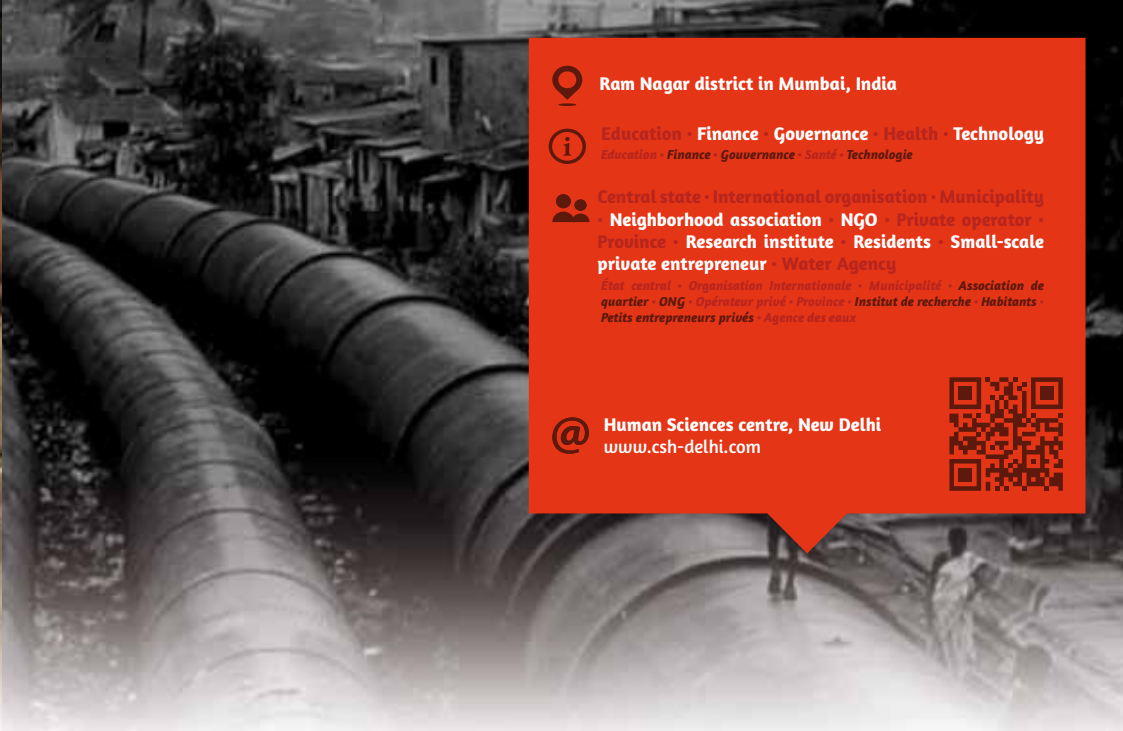 Ram Nagar district in Mumbai, India
Education · Finance · Governance · Health · Technology
Education · Finance · Gouvernance · Santé · Technologie
Central state · International organisation · Municipality
· Neighborhood association · NGO · Private operator ·
Province · Research institute · Residents · Small-scale
private entrepreneur · Water Agency
État central · Organisation Internationale · Municipalité · Association de
quartier · ONG · Opérateur privé · Province · Institut de recherche · Habitants ·
Petits entrepreneurs privés · Agence des eaux
Human Sciences centre, New Delhi
www.csh-delhi.com